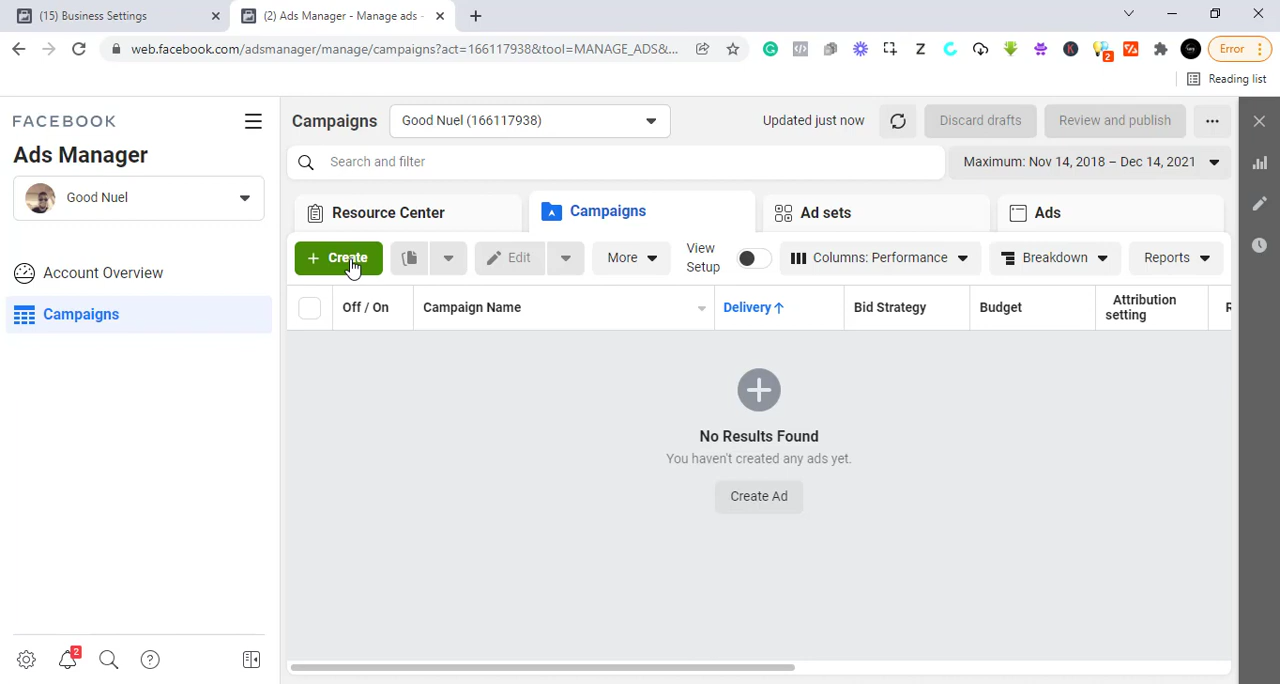 (15) Business Settings
(2) Ads Manager - Manage ads -
web.facebook.com/adsmanager/manage/campaigns?act=166117938&tool=MANAGE_ADS&...
Error
Reading list
FACEBOOK
Ads Manager
Good Nuel
Account Overview
Campaigns
2
Campaigns
Good Nuel (166117938)
Updated just now
Discard drafts
Review and publish
Search and filter
Maximum: Nov 14, 2018 – Dec 14, 2021
Resource Center
Campaigns
Ad sets
Ads
+ Create
Edit
More
View Setup
Columns: Performance
Breakdown
Reports
Off / On
Campaign Name
Delivery ↑
Bid Strategy
Budget
Attribution
setting
No Results Found
You haven't created any ads yet.
Create Ad